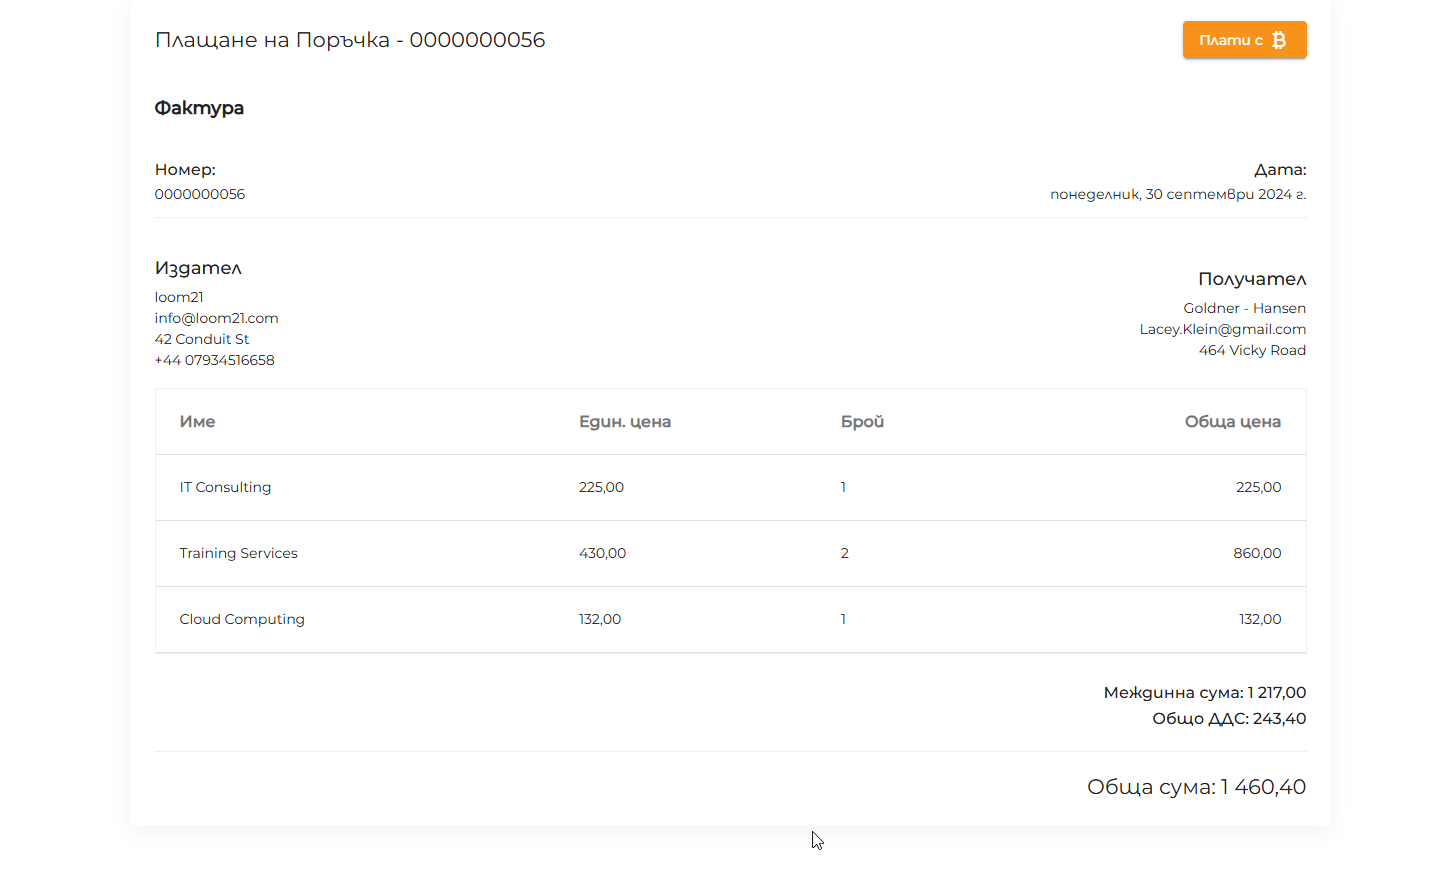 Плащане на Поръчка - 0000000056
Плати с
Фактура
Номер:
Дата:
0000000056
понеделник, 30 септември 2024 г.
Издател
loom21
info@loom21.com
42 Conduit St
+44 07934516658
Получател
Goldner - Hansen
Lacey.Klein@gmail.com
464 Vicky Road
Име Един. цена Брой Обща цена
IT Consulting 225,00 1 225,00
Training Services 430,00 2 860,00
Cloud Computing 132,00 1 132,00
Междинна сума: 1 217,00
Общо ДДС: 243,40
Обща сума: 1 460,40